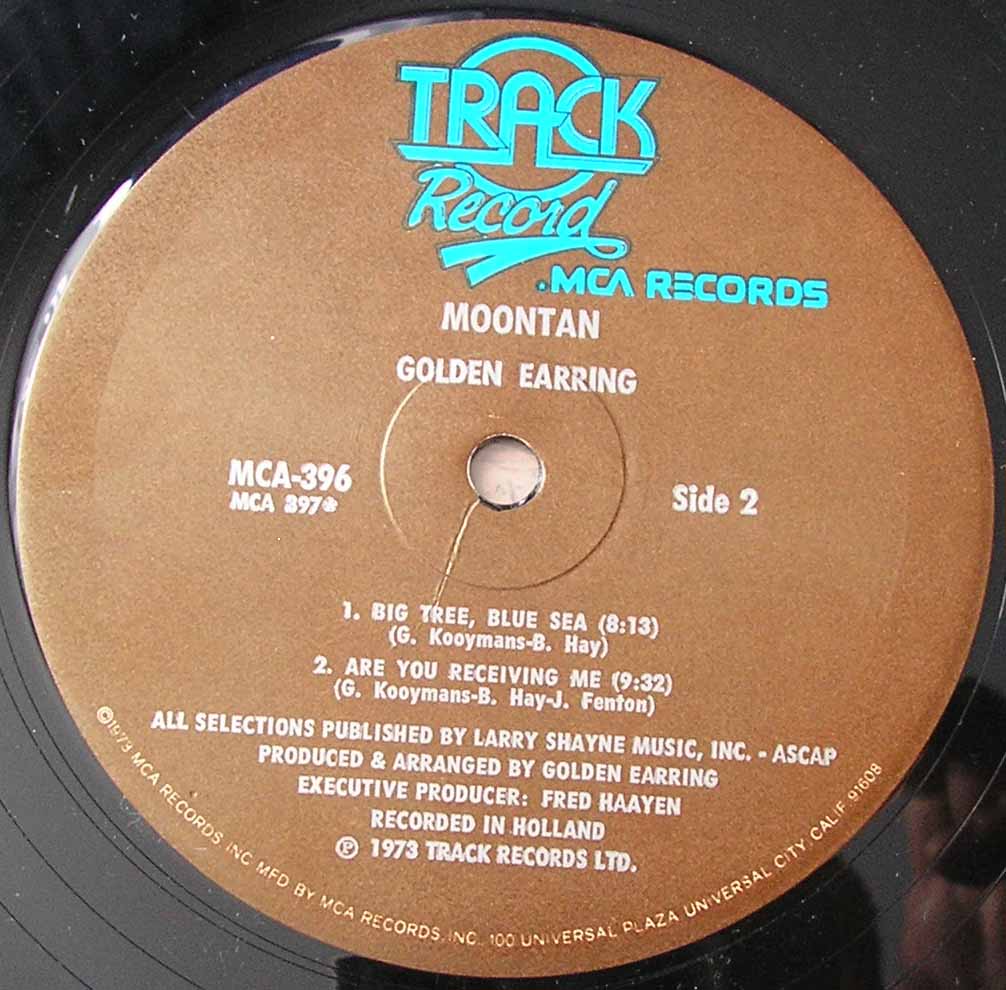 TRACK
Record
.MCA RECORDS
MOONTAN
GOLDEN EARRING
MCA-396
MCA 397*
Side 2
1. BIG TREE, BLUE SEA (8:13)
(G. Kooymans-B. Hay)
2. ARE YOU RECEIVING ME (9:32)
(G. Kooymans-B. Hay-J. Fenton)
ALL SELECTIONS PUBLISHED BY LARRY SHAYNE MUSIC, INC. - ASCAP
PRODUCED & ARRANGED BY GOLDEN EARRING
EXECUTIVE PRODUCER: FRED HAAYEN
RECORDED IN HOLLAND
℗ 1973 TRACK RECORDS LTD.
©1973 MCA RECORDS INC MFD BY MCA RECORDS, INC. 100 UNIVERSAL PLAZA UNIVERSAL CITY CALIF 91608